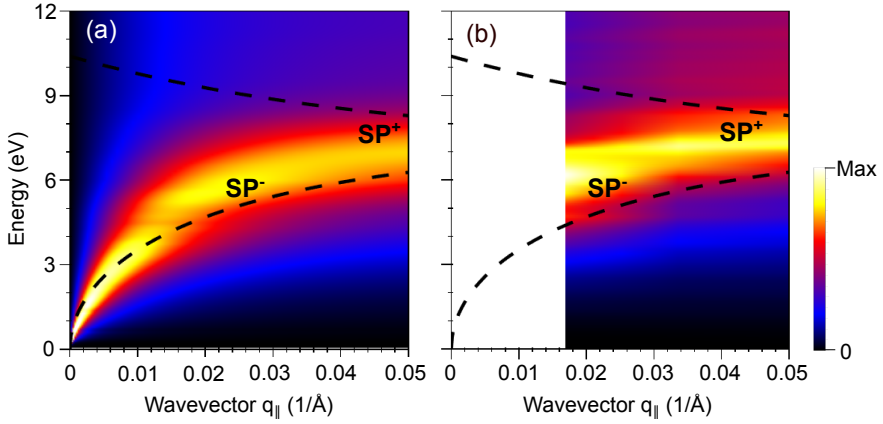 (a)
(b)
Energy (eV)
12
9
6
3
0
SP⁺
SP⁻
SP⁺
SP⁻
Max
0
0 0.01 0.02 0.03 0.04 0.05
0 0.01 0.02 0.03 0.04 0.05
Wavevector q∥ (1/Å)
Wavevector q∥ (1/Å)